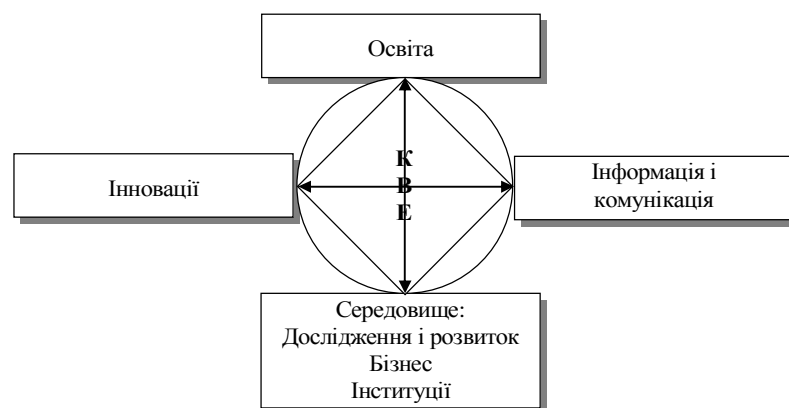 Освіта
К
В
Е
Інновації
Інформація і
комунікація
Середовище:
Дослідження і розвиток
Бізнес
Інституції